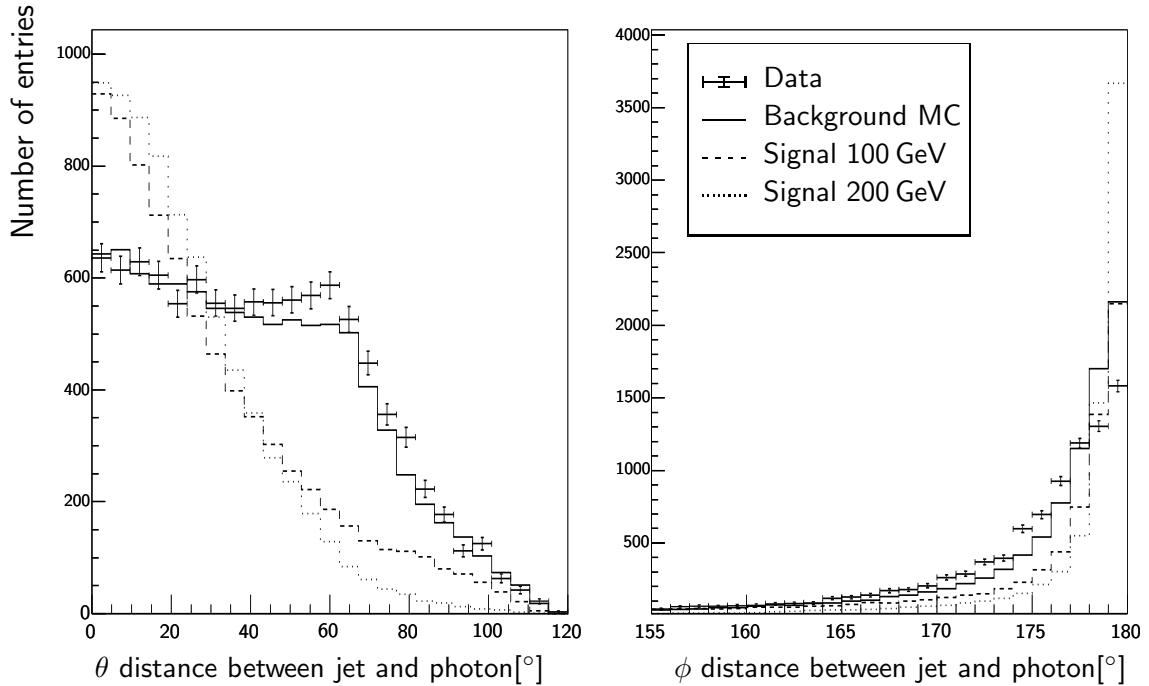 Number of entries
1000
800
600
400
200
0
0 20 40 60 80 100 120
θ distance between jet and photon[°]
4000
3500
3000
2500
2000
1500
1000
500
155 160 165 170 175 180
ϕ distance between jet and photon[°]
Data
Background MC
Signal 100 GeV
Signal 200 GeV